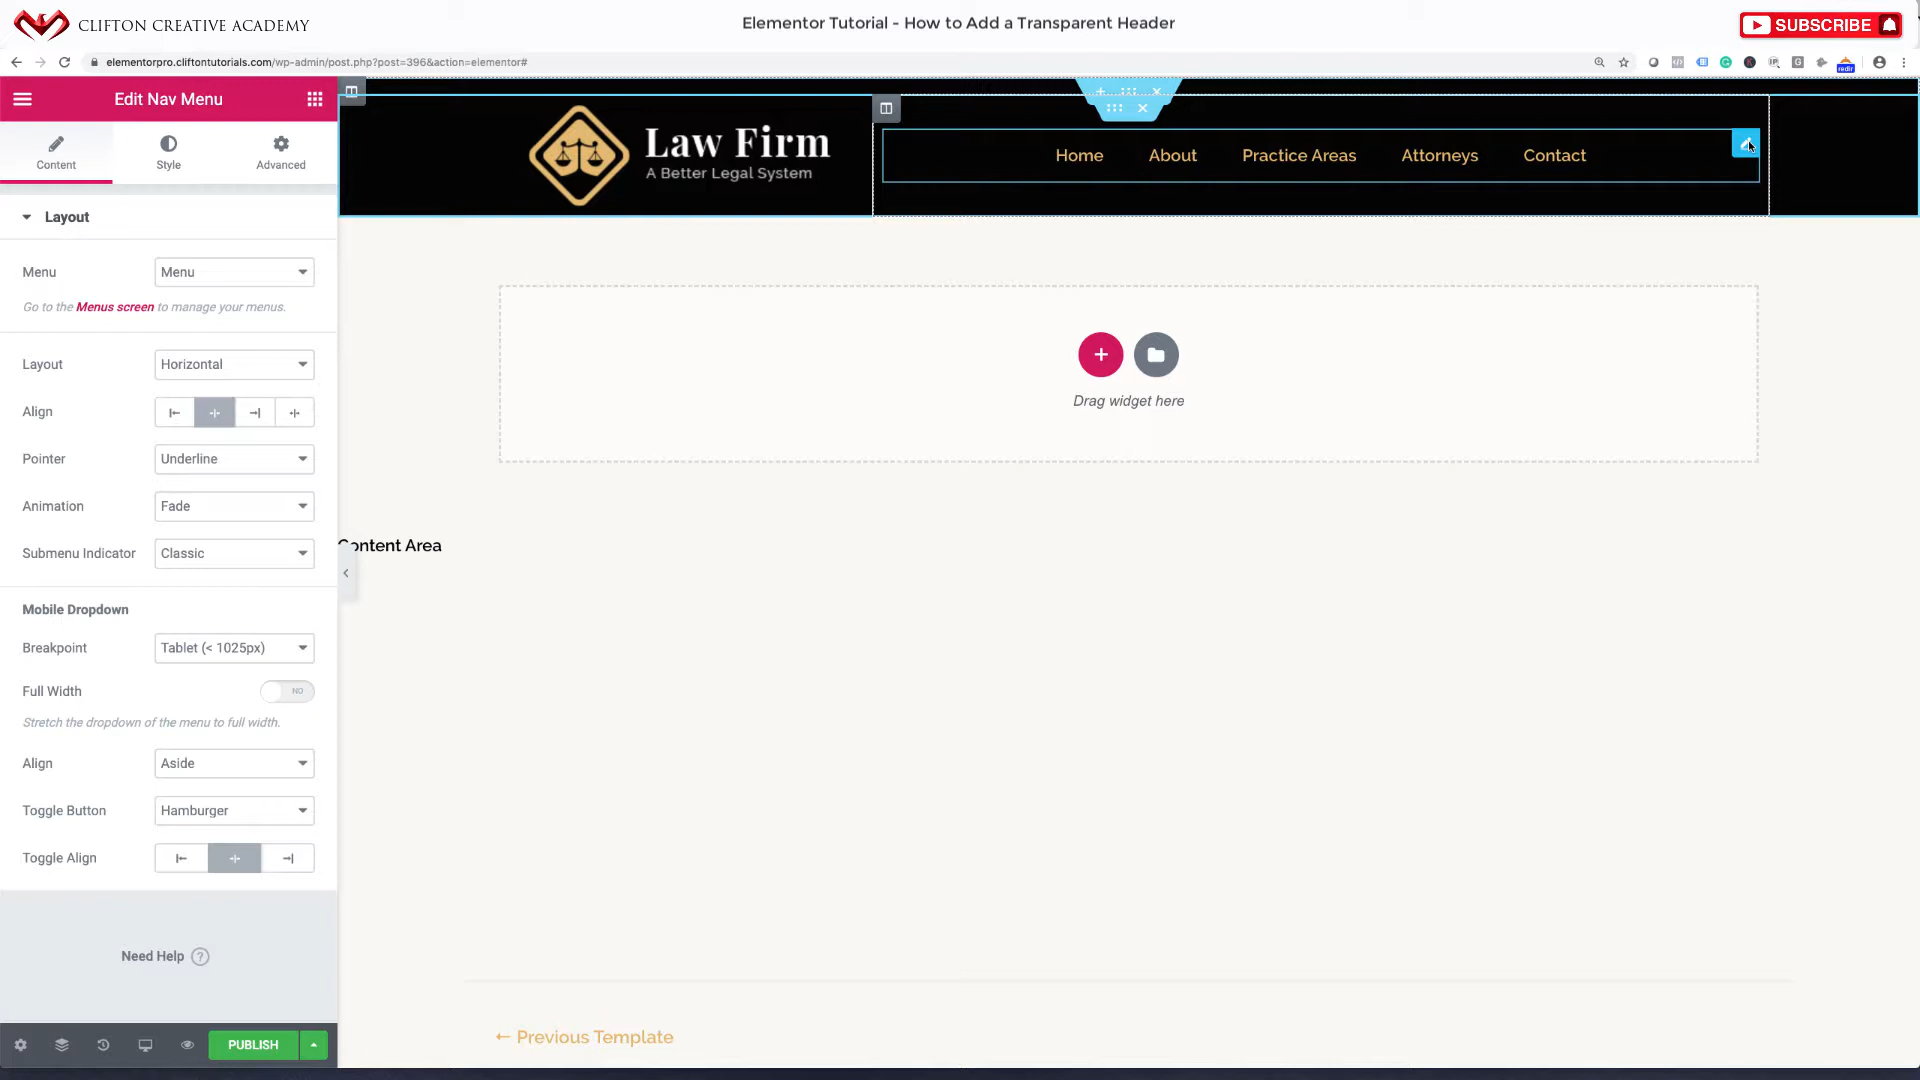 CLIFTON CREATIVE ACADEMY
Elementor Tutorial - How to Add a Transparent Header
SUBSCRIBE
elementorpro.cliftontutorials.com/wp-admin/post.php?post=396&action=elementor#
redir
Edit Nav Menu
Content
Style
Advanced
Law Firm
A Better Legal System
Home
About
Practice Areas
Attorneys
Contact
Layout
Menu
Menu
Go to the Menus screen to manage your menus.
Layout
Horizontal
Align
Pointer
Underline
Animation
Fade
Submenu Indicator
Classic
Drag widget here
Content Area
Mobile Dropdown
Breakpoint
Tablet (< 1025px)
Full Width
NO
Stretch the dropdown of the menu to full width.
Align
Aside
Toggle Button
Hamburger
Toggle Align
Need Help ?
← Previous Template
PUBLISH